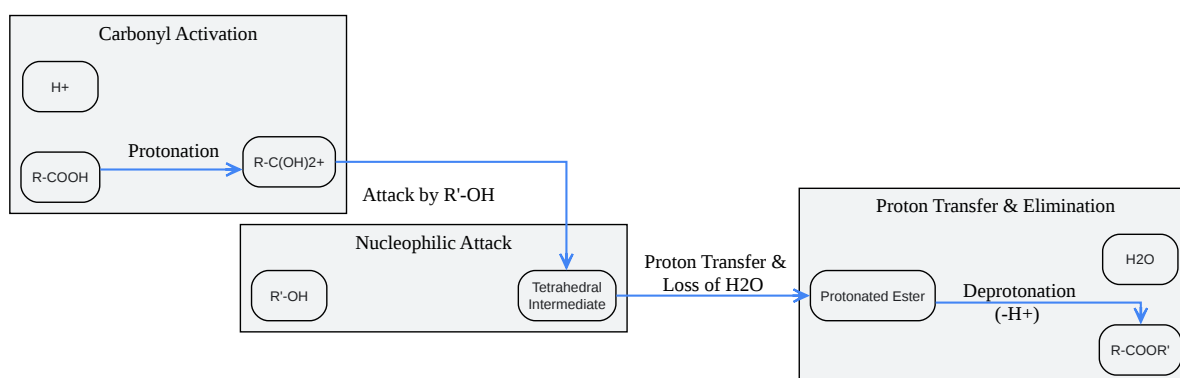 Carbonyl Activation
H+
R-COOH
Protonation
R-C(OH)2+
Attack by R'-OH
Nucleophilic Attack
R'-OH
Tetrahedral
Intermediate
Proton Transfer &
Loss of H2O
Proton Transfer & Elimination
H2O
Protonated Ester
Deprotonation
(-H+)
R-COOR'